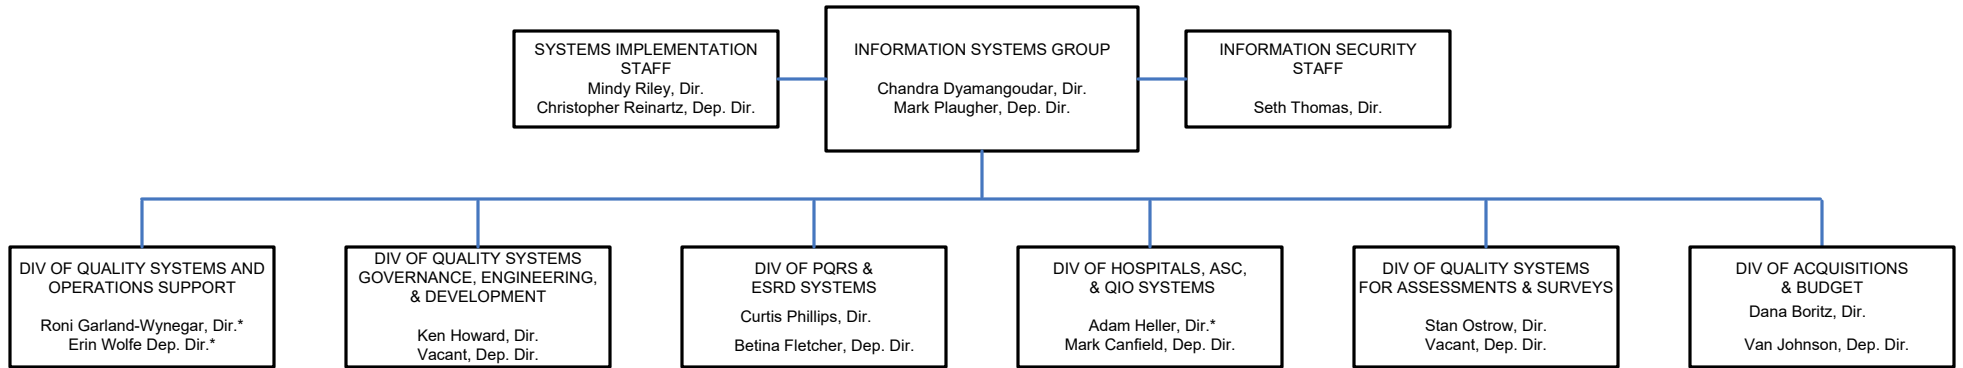 SYSTEMS IMPLEMENTATION
STAFF
Mindy Riley, Dir.
Christopher Reinartz, Dep. Dir.
INFORMATION SYSTEMS GROUP
Chandra Dyamangoudar, Dir.
Mark Plaugher, Dep. Dir.
INFORMATION SECURITY
STAFF
Seth Thomas, Dir.
DIV OF QUALITY SYSTEMS AND
OPERATIONS SUPPORT
Roni Garland-Wynegar, Dir.*
Erin Wolfe Dep. Dir.*
DIV OF QUALITY SYSTEMS
GOVERNANCE, ENGINEERING,
& DEVELOPMENT
Ken Howard, Dir.
Vacant, Dep. Dir.
DIV OF PQRS &
ESRD SYSTEMS
Curtis Phillips, Dir.
Betina Fletcher, Dep. Dir.
DIV OF HOSPITALS, ASC,
& QIO SYSTEMS
Adam Heller, Dir.*
Mark Canfield, Dep. Dir.
DIV OF QUALITY SYSTEMS
FOR ASSESSMENTS & SURVEYS
Stan Ostrow, Dir.
Vacant, Dep. Dir.
DIV OF ACQUISITIONS
& BUDGET
Dana Boritz, Dir.
Van Johnson, Dep. Dir.